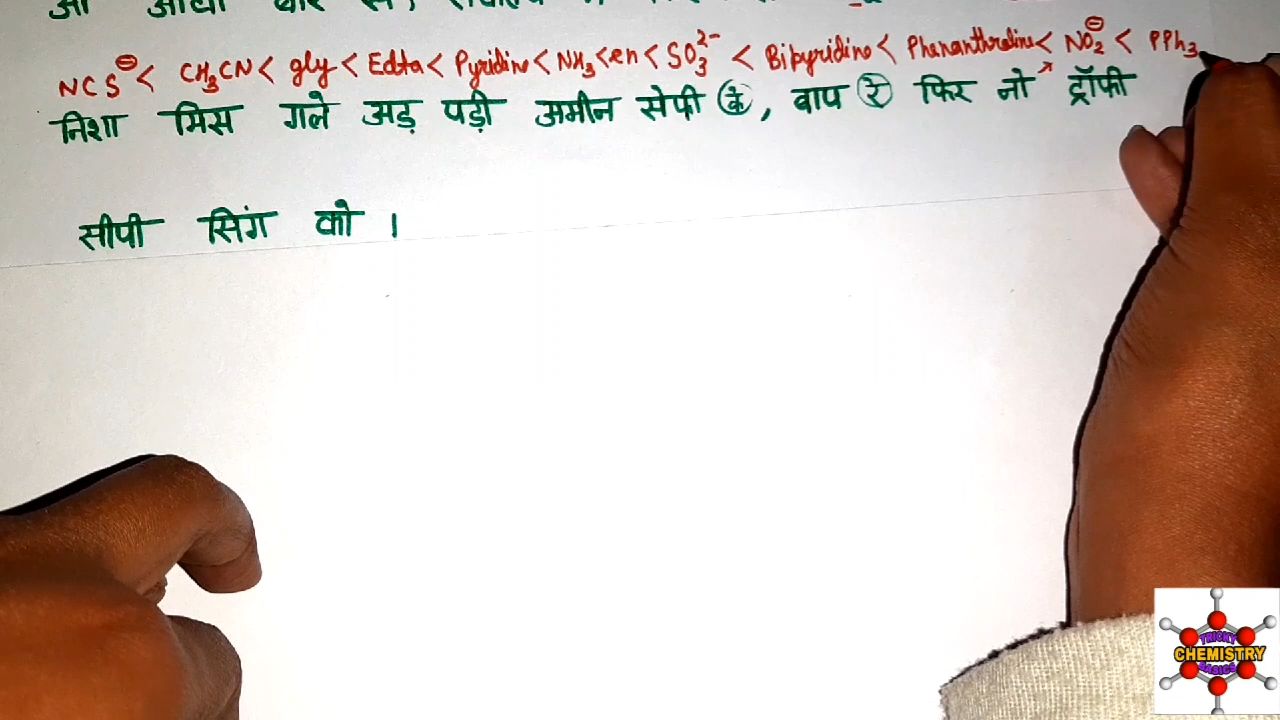 NCS⊖ < CH₃CN < gly < Edta < Pyridine < NH₃ < en < SO₃²⁻ < Bipyridine < Phenanthroline < NO₂⊖ < PPh₃
निशा मिस गले अड़ पड़ी अमीन सेफी के, बाप रे फिर नो ↗ ट्रॉफी
सीपी सिंग को ।
TRICKY
CHEMISTRY
BASICS